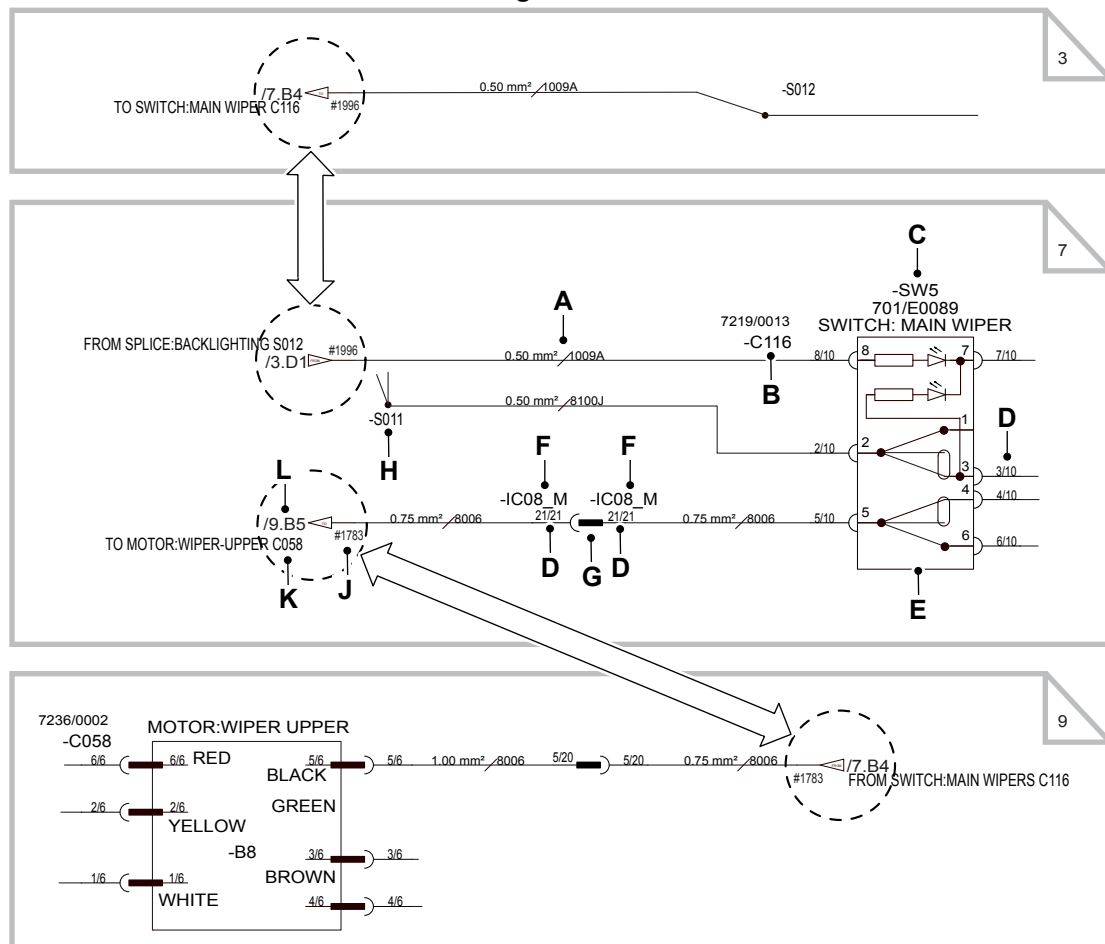 g
3
/7.B4
0.50 mm² 1009A
-S012
#1996
TO SWITCH:MAIN WIPER C116
7
C
-SW5
701/E0089
SWITCH: MAIN WIPER
A
7219/0013
-C116
FROM SPLICE:BACKLIGHTING S012
#1996
/3.D1
0.50 mm² 1009A
8/10
8
7
7/10
B
0.50 mm² 8100J
-S011
H
1
D
2/10
2
3
3/10
F
F
4
4/10
L
-IC08_M
-IC08_M
/9.B5
0.75 mm² 8006
21/21
21/21
0.75 mm² 8006
5/10
5
#1783
6
6/10
TO MOTOR:WIPER-UPPER C058
K
J
D
G
D
E
9
7236/0002
-C058
MOTOR:WIPER UPPER
6/6
6/6
RED
5/6
5/6
1.00 mm² 8006
5/20
5/20
0.75 mm² 8006
/7.B4
BLACK
#1783
FROM SWITCH:MAIN WIPERS C116
2/6
2/6
GREEN
YELLOW
-B8
3/6
3/6
1/6
1/6
BROWN
WHITE
4/6
4/6